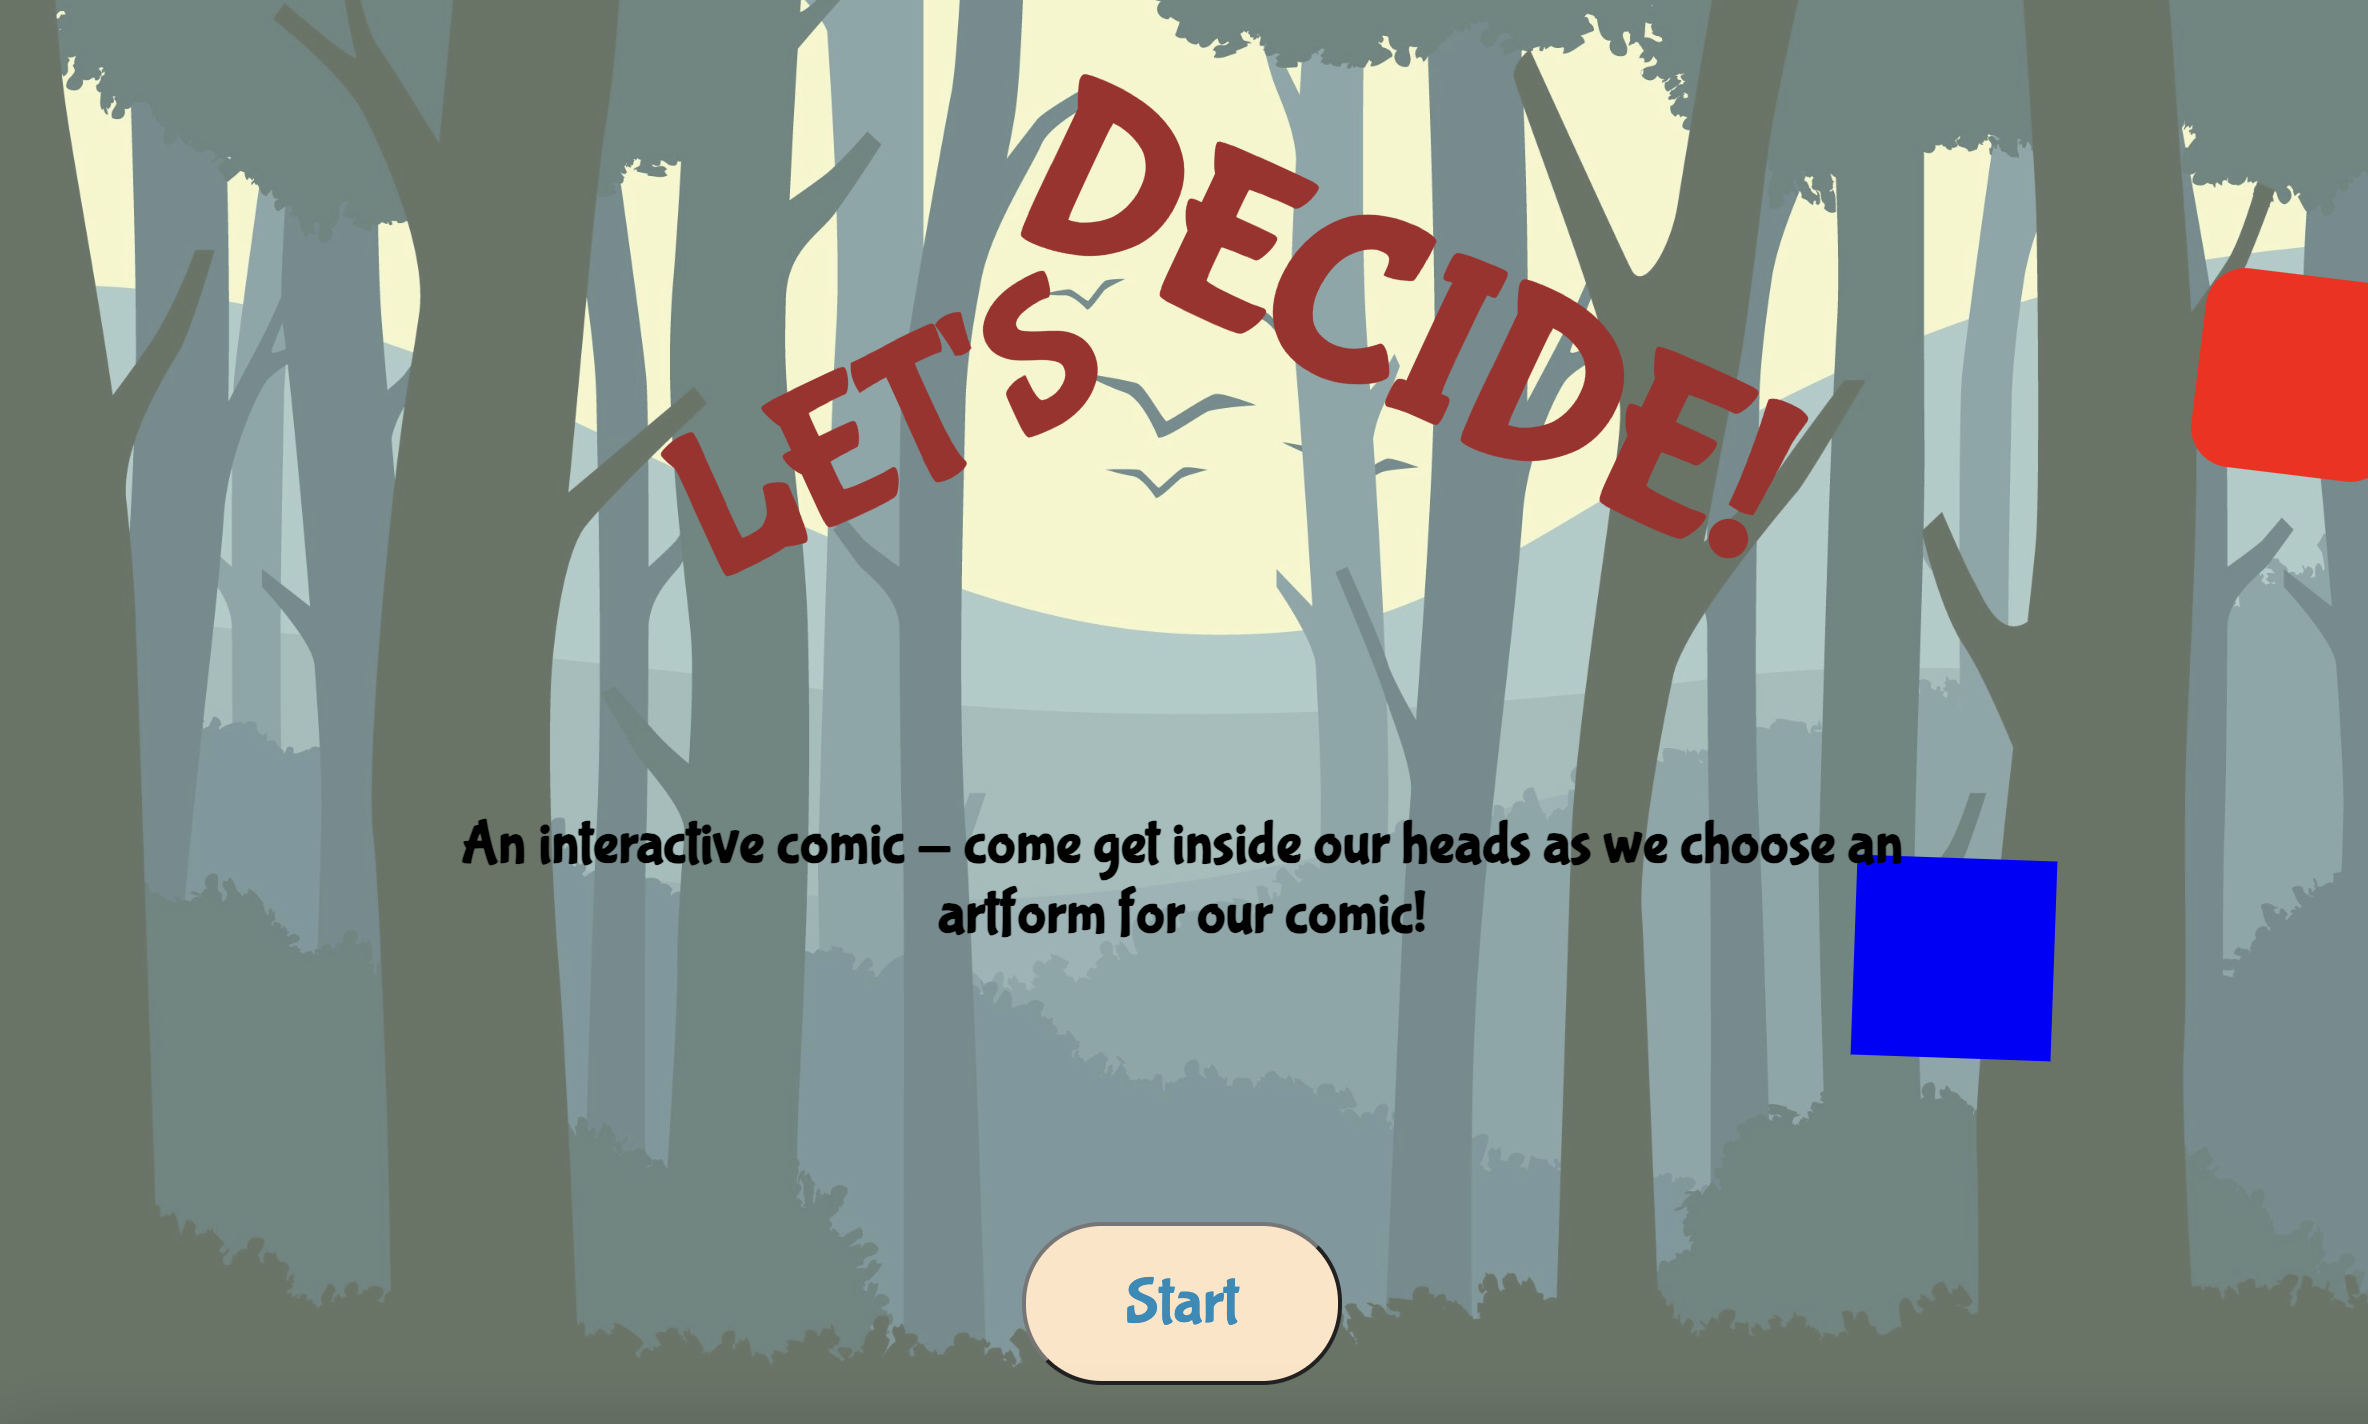 LET'S DECIDE!
An interactive comic – come get inside our heads as we choose an
artform for our comic!
Start